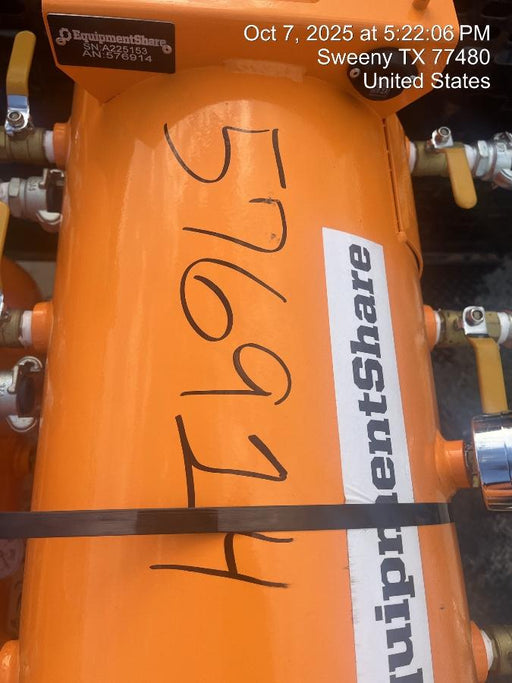 Oct 7, 2025 at 5:22:06 PM
Sweeny TX 77480
United States
EquipmentShare
SN:A225153
AN:576914
576914
EquipmentShare